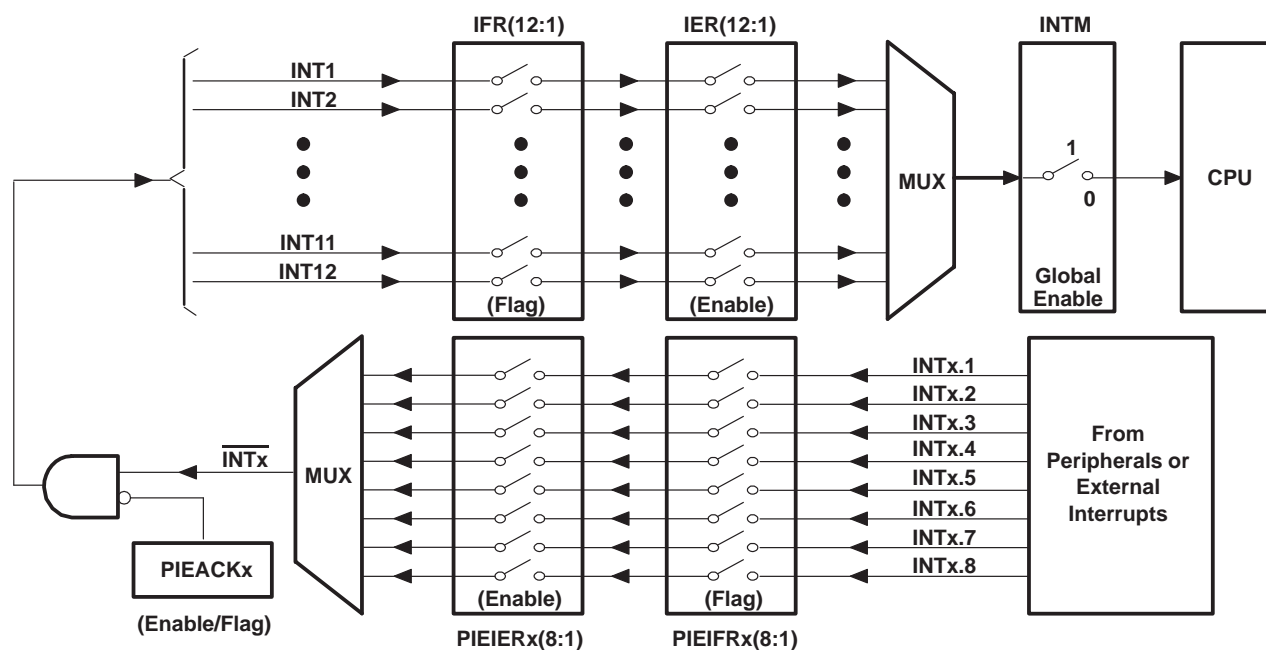 IFR(12:1)
IER(12:1)
INTM
INT1
INT2
1
MUX
CPU
0
INT11
INT12
Global
Enable
(Flag)
(Enable)
INTx.1
INTx.2
INTx.3
INTx.4
INTx.5
INTx.6
INTx.7
INTx.8
From
Peripherals or
External
Interrupts
INTx
MUX
PIEACKx
(Enable/Flag)
(Enable)
(Flag)
PIEIERx(8:1)
PIEIFRx(8:1)